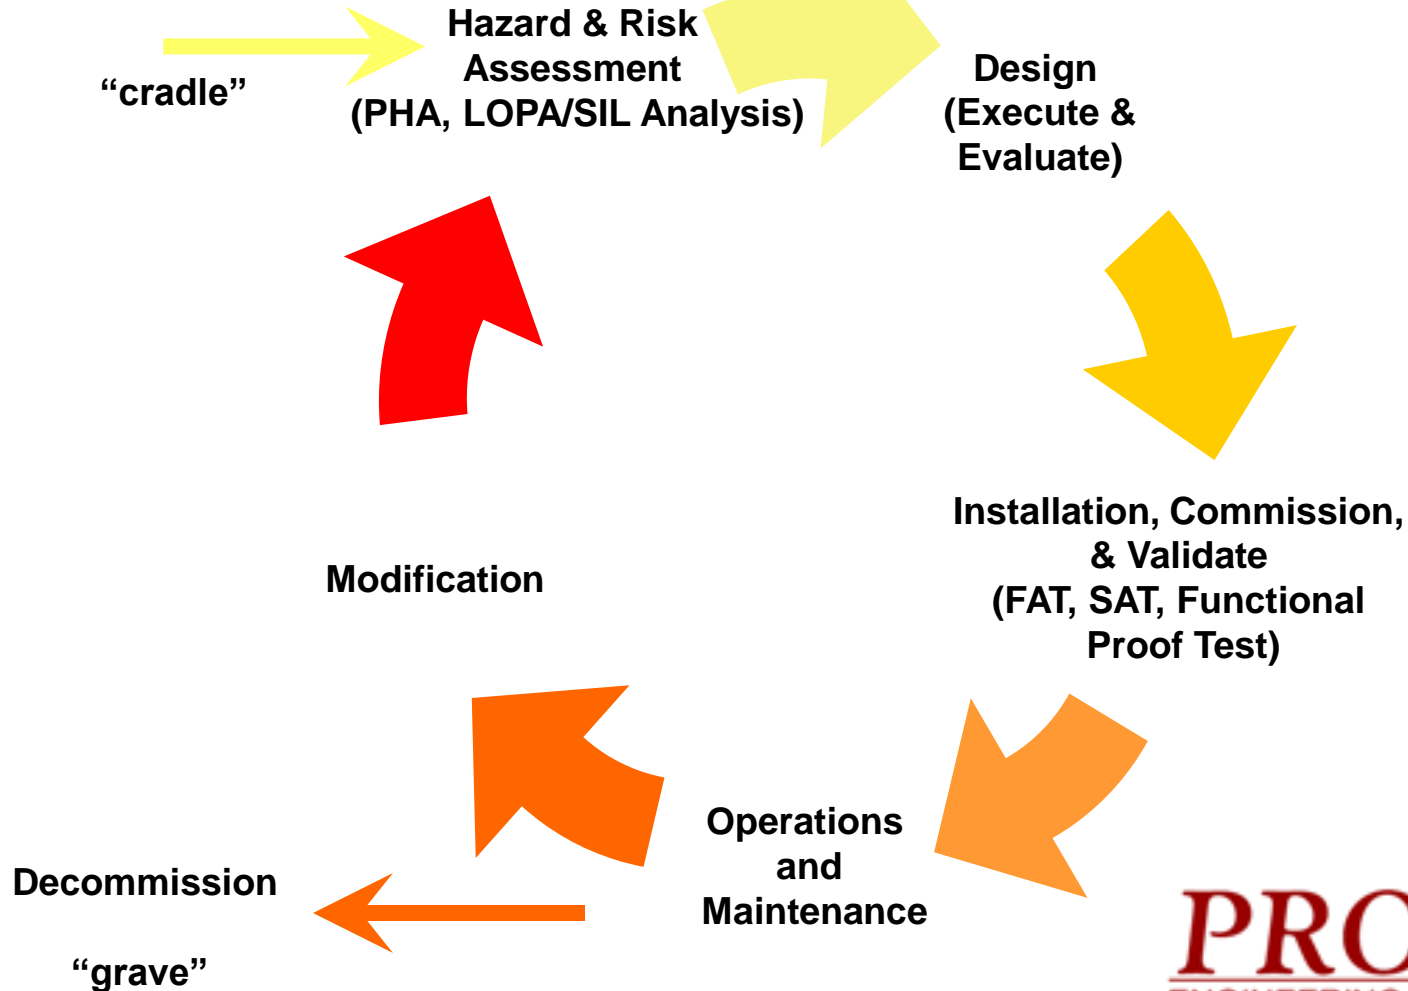 “cradle”
Hazard & Risk
Assessment
(PHA, LOPA/SIL Analysis)
Design
(Execute &
Evaluate)
Installation, Commission,
& Validate
(FAT, SAT, Functional
Proof Test)
Modification
Operations
and
Maintenance
Decommission
“grave”
PRO